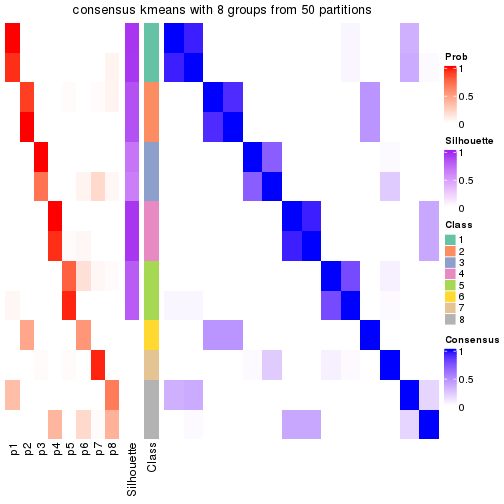 consensus kmeans with 8 groups from 50 partitions
Prob
1
0.5
0
Silhouette
1
0.5
0
Class
1
2
3
4
5
6
7
8
Consensus
1
0.5
0
p1
p2
p3
p4
p5
p6
p7
p8
Silhouette
Class